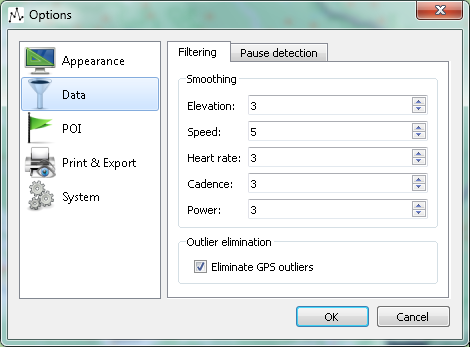 Options
Appearance
Data
POI
Print & Export
System
Filtering
Pause detection
Smoothing
Elevation: 3
Speed: 5
Heart rate: 3
Cadence: 3
Power: 3
Outlier elimination
Eliminate GPS outliers
OK
Cancel